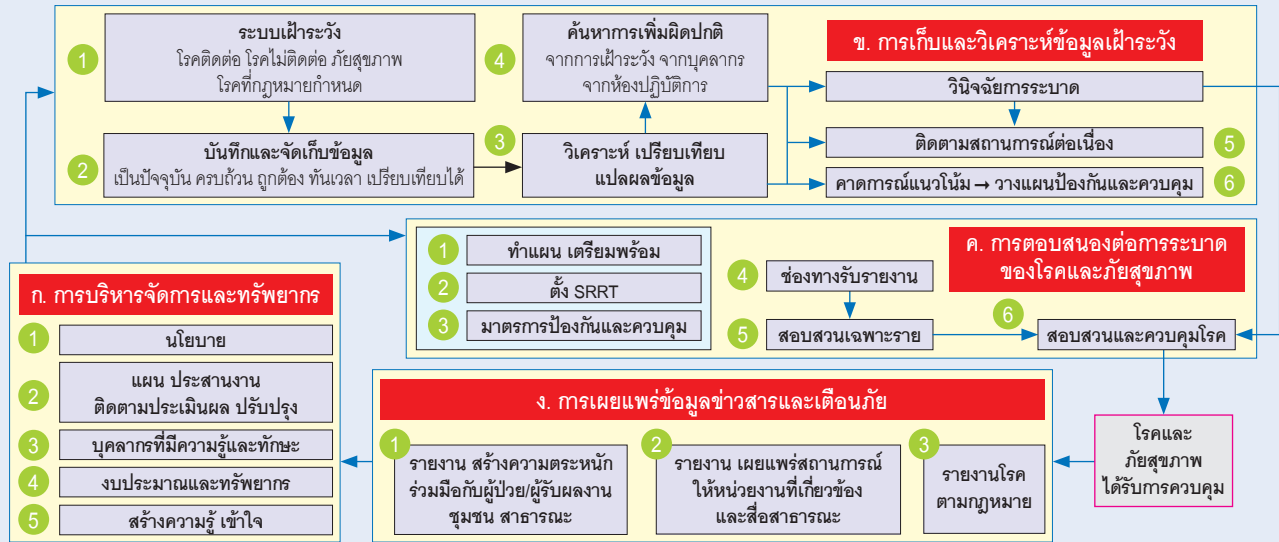 1
ระบบเฝ้าระวัง
โรคติดต่อ โรคไม่ติดต่อ ภัยสุขภาพ
โรคที่กฎหมายกำหนด
2
บันทึกและจัดเก็บข้อมูล
เป็นปัจจุบัน ครบถ้วน ถูกต้อง ทันเวลา เปรียบเทียบได้
3
วิเคราะห์ เปรียบเทียบ
แปลผลข้อมูล
4
ค้นหาการเพิ่มผิดปกติ
จากการเฝ้าระวัง จากบุคลากร
จากห้องปฏิบัติการ
ข. การเก็บและวิเคราะห์ข้อมูลเฝ้าระวัง
วินิจฉัยการระบาด
ติดตามสถานการณ์ต่อเนื่อง
5
คาดการณ์แนวโน้ม → วางแผนป้องกันและควบคุม
6
1
ทำแผน เตรียมพร้อม
2
ตั้ง SRRT
3
มาตรการป้องกันและควบคุม
ค. การตอบสนองต่อการระบาด
ของโรคและภัยสุขภาพ
4
ช่องทางรับรายงาน
5
สอบสวนเฉพาะราย
6
สอบสวนและควบคุมโรค
ก. การบริหารจัดการและทรัพยากร
1
นโยบาย
2
แผน ประสานงาน
ติดตามประเมินผล ปรับปรุง
3
บุคลากรที่มีความรู้และทักษะ
4
งบประมาณและทรัพยากร
5
สร้างความรู้ เข้าใจ
ง. การเผยแพร่ข้อมูลข่าวสารและเตือนภัย
1
รายงาน สร้างความตระหนัก
ร่วมมือกับผู้ป่วย/ผู้รับผลงาน
ชุมชน สาธารณะ
2
รายงาน เผยแพร่สถานการณ์
ให้หน่วยงานที่เกี่ยวข้อง
และสื่อสาธารณะ
3
รายงานโรค
ตามกฎหมาย
โรคและ
ภัยสุขภาพ
ได้รับการควบคุม